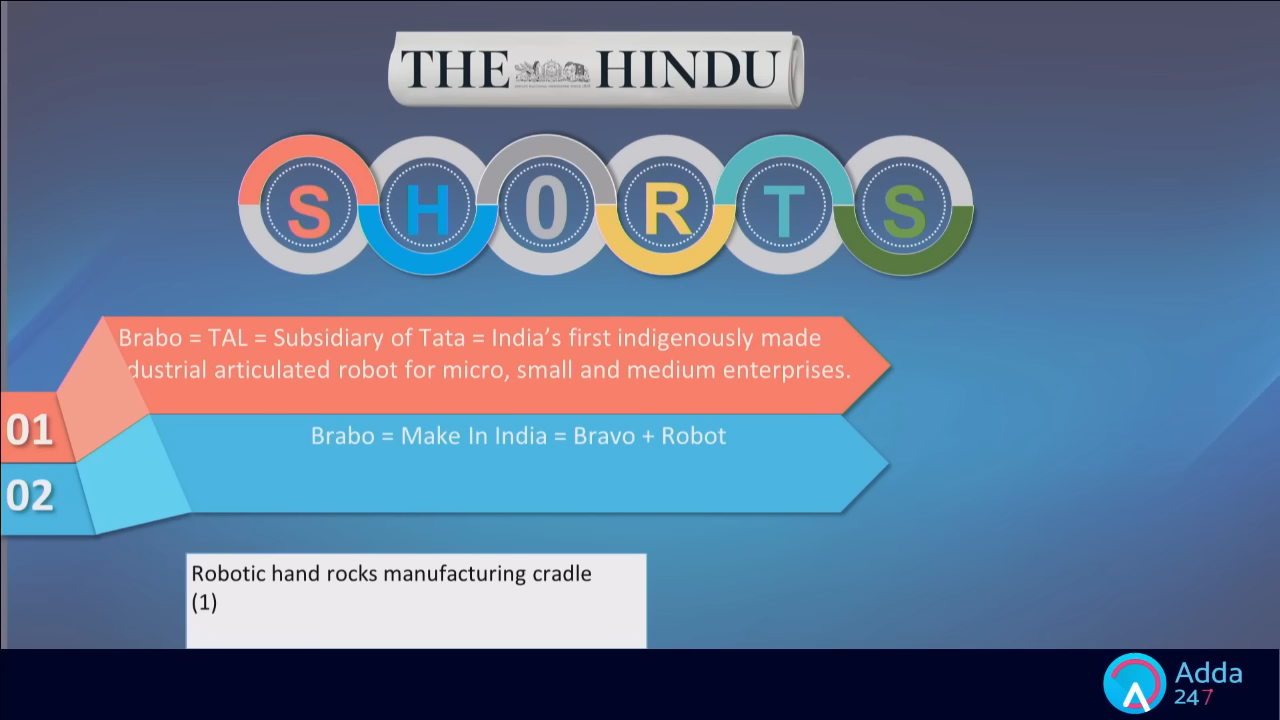 THE HINDU
SHORTS
Brabo = TAL = Subsidiary of Tata = India’s first indigenously made
dustrial articulated robot for micro, small and medium enterprises.
01
Brabo = Make In India = Bravo + Robot
02
Robotic hand rocks manufacturing cradle
(1)
Adda
247